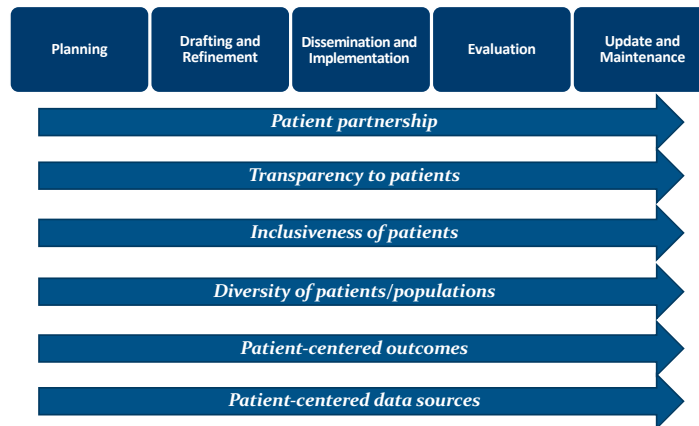 Planning
Drafting and
Refinement
Dissemination and
Implementation
Evaluation
Update and
Maintenance
Patient partnership
Transparency to patients
Inclusiveness of patients
Diversity of patients/populations
Patient-centered outcomes
Patient-centered data sources